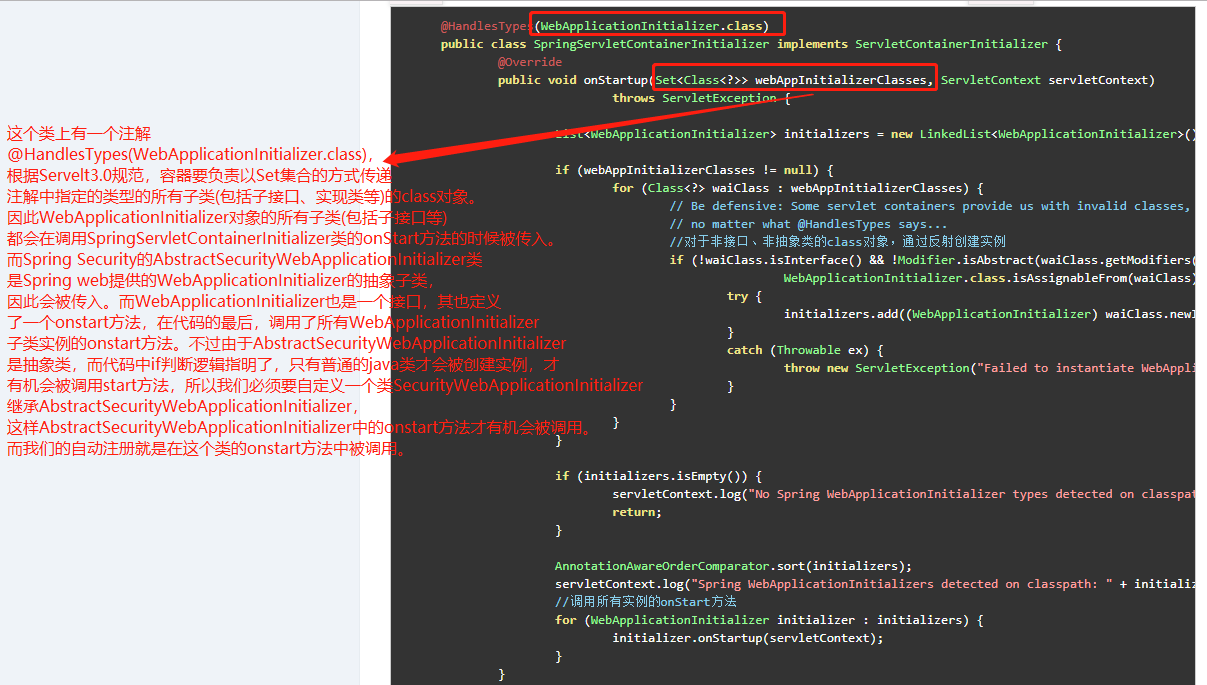 @HandlesTypes(WebApplicationInitializer.class)
public class SpringServletContainerInitializer implements ServletContainerInitializer {
@Override
public void onStartup(Set<Class<?>> webAppInitializerClasses, ServletContext servletContext)
throws ServletException {
List<WebApplicationInitializer> initializers = new LinkedList<WebApplicationInitializer>()
if (webAppInitializerClasses != null) {
for (Class<?> waiClass : webAppInitializerClasses) {
// Be defensive: Some servlet containers provide us with invalid classes,
// no matter what @HandlesTypes says...
//对于非接口、非抽象类的class对象，通过反射创建实例
if (!waiClass.isInterface() && !Modifier.isAbstract(waiClass.getModifiers(
WebApplicationInitializer.class.isAssignableFrom(waiClass)
try {
initializers.add((WebApplicationInitializer) waiClass.newI
}
catch (Throwable ex) {
throw new ServletException("Failed to instantiate WebAppli
}
}
}
}
if (initializers.isEmpty()) {
servletContext.log("No Spring WebApplicationInitializer types detected on classpat
return;
}
AnnotationAwareOrderComparator.sort(initializers);
servletContext.log("Spring WebApplicationInitializers detected on classpath: " + initializ
//调用所有实例的onStart方法
for (WebApplicationInitializer initializer : initializers) {
initializer.onStartup(servletContext);
}
}
这个类上有一个注解
@HandlesTypes(WebApplicationInitializer.class)，
根据Servelt3.0规范，容器要负责以Set集合的方式传递
注解中指定的类型的所有子类(包括子接口、实现类等)的class对象。
因此WebApplicationInitializer对象的所有子类(包括子接口等)
都会在调用SpringServletContainerInitializer类的onStart方法的时候被传入。
而Spring Security的AbstractSecurityWebApplicationInitializer类
是Spring web提供的WebApplicationInitializer的抽象子类，
因此会被传入。而WebApplicationInitializer也是一个接口，其也定义
了一个onstart方法，在代码的最后，调用了所有WebApplicationInitializer
子类实例的onstart方法。不过由于AbstractSecurityWebApplicationInitializer
是抽象类，而代码中if判断逻辑指明了，只有普通的java类才会被创建实例，才
有机会被调用start方法，所以我们必须要自定义一个类SecurityWebApplicationInitializer
继承AbstractSecurityWebApplicationInitializer，
这样AbstractSecurityWebApplicationInitializer中的onstart方法才有机会被调用。
而我们的自动注册就是在这个类的onstart方法中被调用。